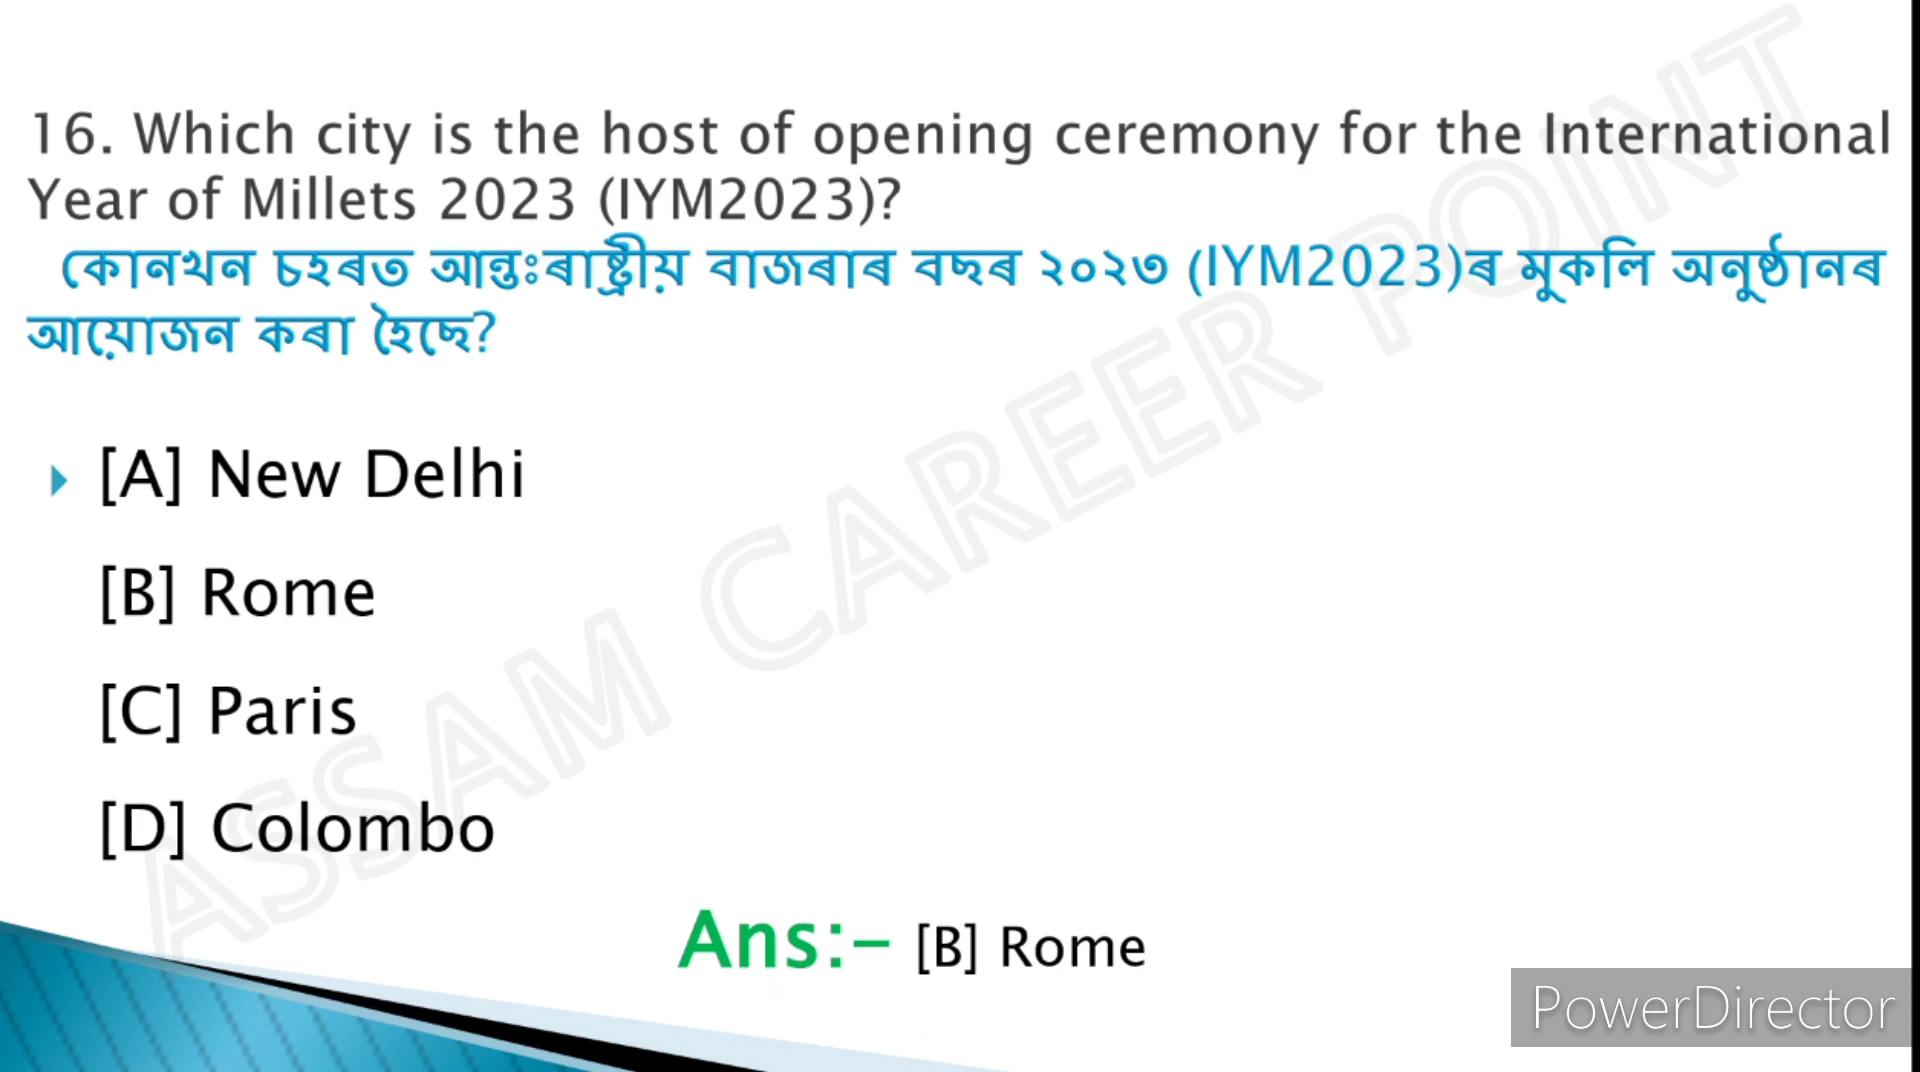 16. Which city is the host of opening ceremony for the International
Year of Millets 2023 (IYM2023)?
কোনখন চহৰত আন্তঃৰাষ্ট্ৰীয় বাজৰাৰ বছৰ ২০২৩ (IYM2023)ৰ মুকলি অনুষ্ঠানৰ
আয়োজন কৰা হৈছে?
[A] New Delhi
[B] Rome
[C] Paris
[D] Colombo
Ans:- [B] Rome
ASSAM CAREER POINT
PowerDirector